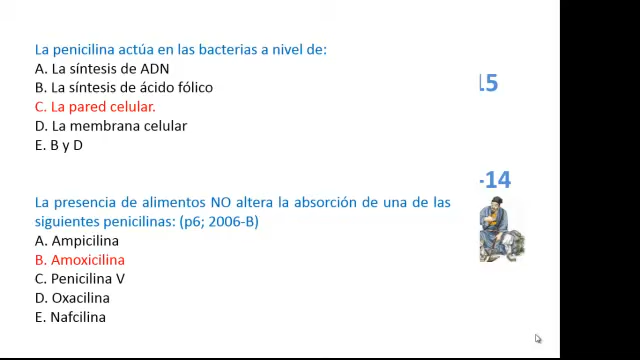 La penicilina actúa en las bacterias a nivel de:
A. La síntesis de ADN
B. La síntesis de ácido fólico
C. La pared celular.
D. La membrana celular
E. B y D
15
-14
La presencia de alimentos NO altera la absorción de una de las
siguientes penicilinas: (p6; 2006-B)
A. Ampicilina
B. Amoxicilina
C. Penicilina V
D. Oxacilina
E. Nafcilina